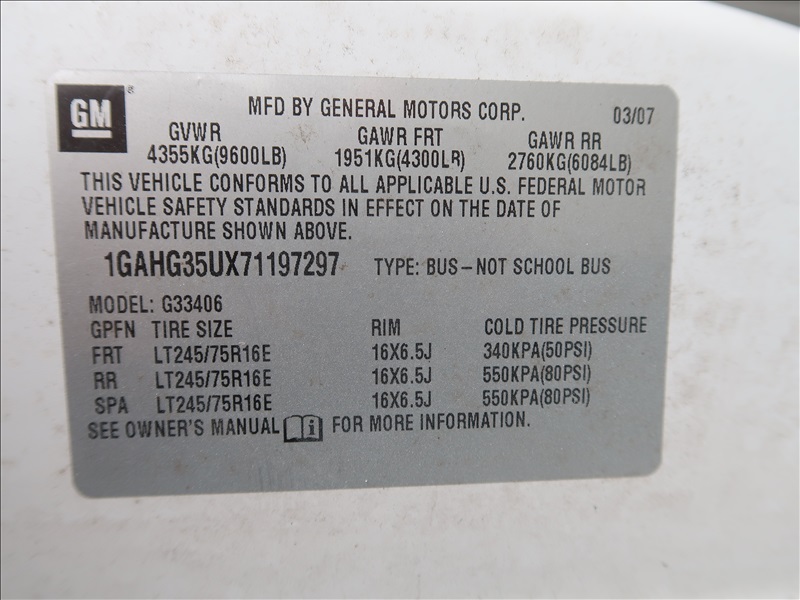 GM ®
MFD BY GENERAL MOTORS CORP. 03/07
GVWR GAWR FRT GAWR RR
4355KG(9600LB) 1951KG(4300LB) 2760KG(6084LB)
THIS VEHICLE CONFORMS TO ALL APPLICABLE U.S. FEDERAL MOTOR
VEHICLE SAFETY STANDARDS IN EFFECT ON THE DATE OF
MANUFACTURE SHOWN ABOVE.
1GAHG35UX71197297 TYPE: BUS-NOT SCHOOL BUS
MODEL: G33406
GPFN TIRE SIZE RIM COLD TIRE PRESSURE
FRT LT245/75R16E 16X6.5J 340KPA(50PSI)
RR LT245/75R16E 16X6.5J 550KPA(80PSI)
SPA LT245/75R16E 16X6.5J 550KPA(80PSI)
SEE OWNER'S MANUAL i FOR MORE INFORMATION.